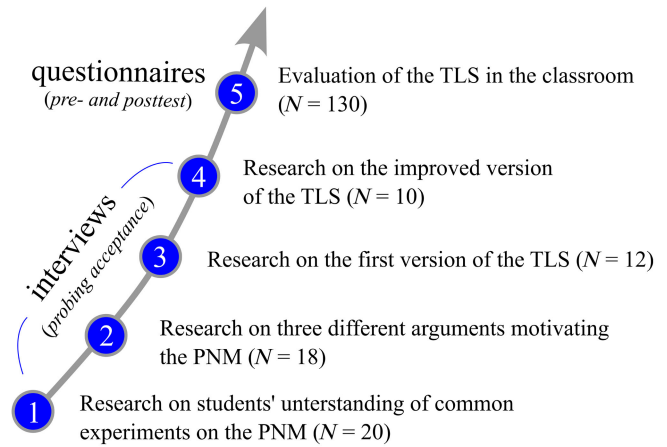 questionnaires
(pre- and posttest)
5
Evaluation of the TLS in the classroom
(N = 130)
4
Research on the improved version
of the TLS (N = 10)
interviews
(probing acceptance)
3
Research on the first version of the TLS (N = 12)
2
Research on three different arguments motivating
the PNM (N = 18)
1
Research on students' unterstanding of common
experiments on the PNM (N = 20)